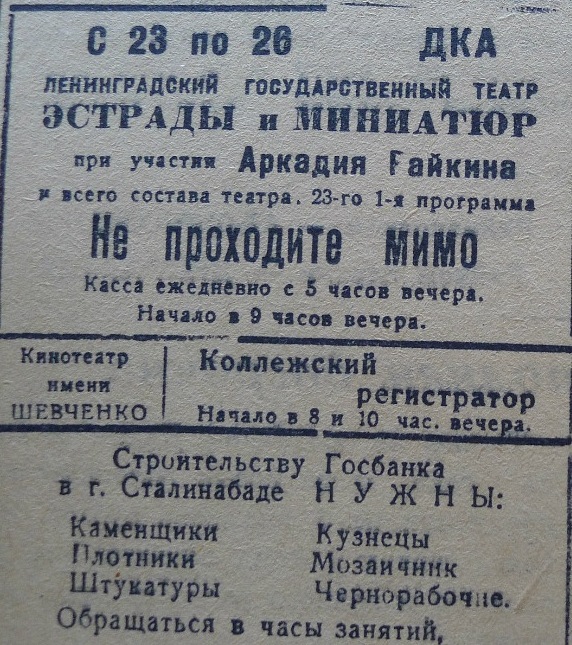 С 23 по 26 ДКА
ЛЕНИНГРАДСКИЙ ГОСУДАРСТВЕННЫЙ ТЕАТР
ЭСТРАДЫ и МИНИАТЮР
при участии Аркадия Райкина
и всего состава театра. 23-го 1-я программа
Не проходите мимо
Касса ежедневно с 5 часов вечера.
Начало в 9 часов вечера.
Кинотеатр
имени
ШЕВЧЕНКО
Коллежский
регистратор
Начало в 8 и 10 час. вечера.
Строительству Госбанка
в г. Сталинабаде НУЖНЫ:
Каменщики Кузнецы
Плотники Мозаичник
Штукатуры Чернорабочие.
Обращаться в часы занятий,